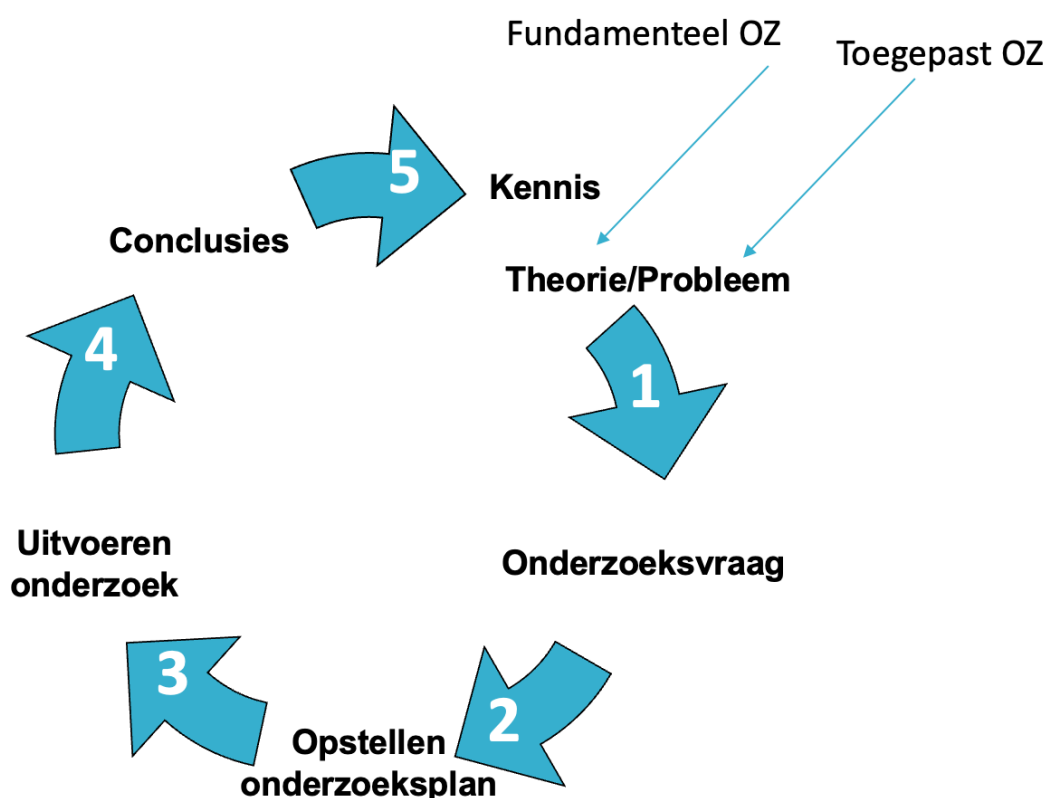 Fundamenteel OZ
Toegepast OZ
5
Kennis
Conclusies
Theorie/Probleem
4
1
Uitvoeren
onderzoek
Onderzoeksvraag
3
2
Opstellen
onderzoeksplan